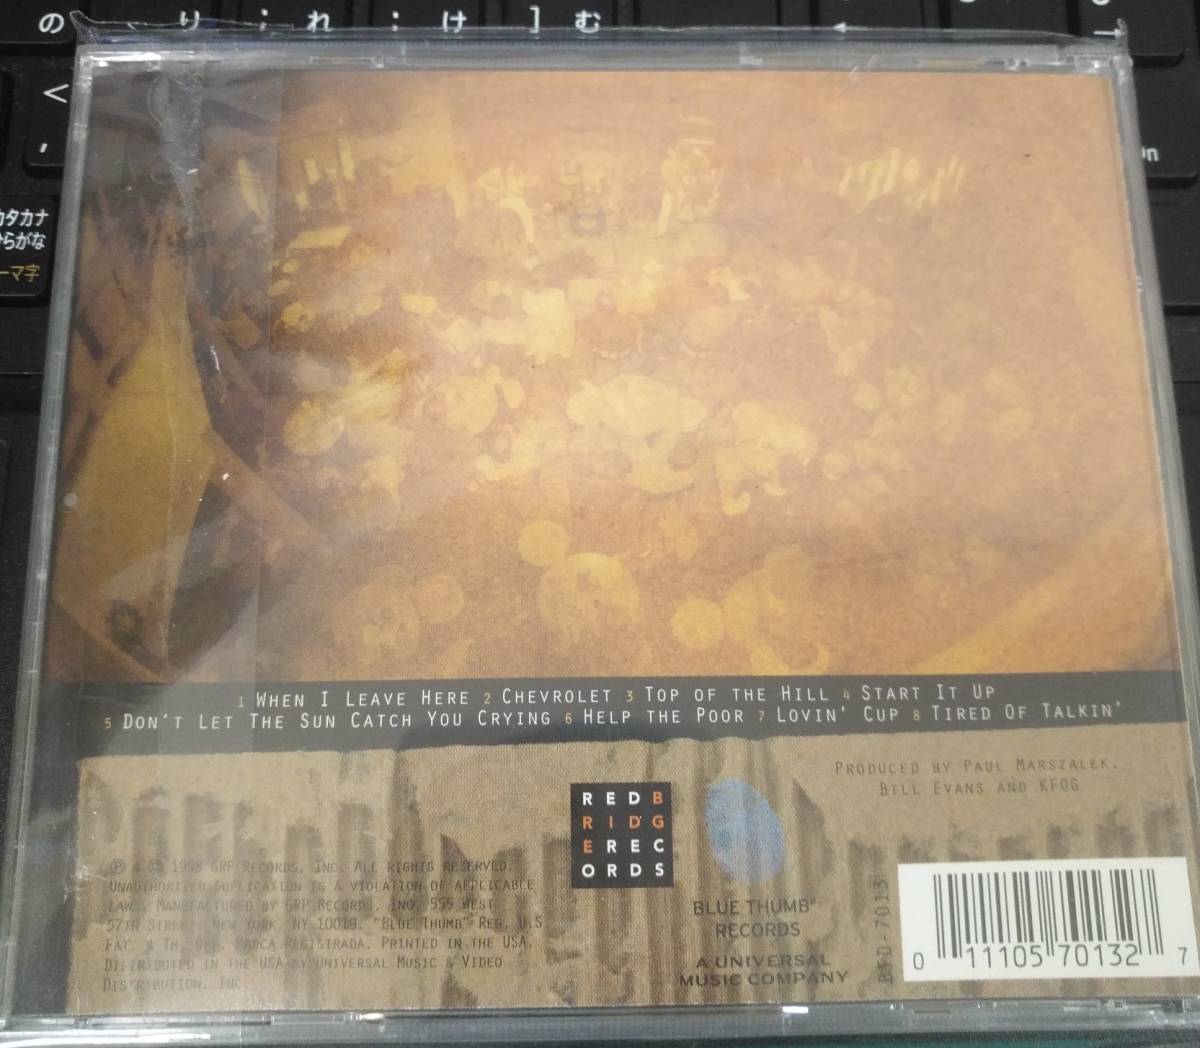 の り ; れ : け ] む
←
<
,
カタカナ
ひらがな
ーマ字
1 WHEN I LEAVE HERE 2 CHEVROLET 3 TOP OF THE HILL 4 START IT UP
5 DON'T LET THE SUN CATCH YOU CRYING 6 HELP THE POOR 7 LOVIN' CUP 8 TIRED OF TALKIN'
PRODUCED BY PAUL MARSZALEK,
BILL EVANS AND KFOG
REDB
RIDG
EREC
ORDS
BLUE THUMB®
RECORDS
A UNIVERSAL
MUSIC COMPANY
℗ & © 1998 GRP RECORDS, INC. ALL RIGHTS RESERVED.
UNAUTHORIZED DUPLICATION IS A VIOLATION OF APPLICABLE
LAWS. MANUFACTURED BY GRP RECORDS, INC. 555 WEST
57TH STREET, NEW YORK, NY 10019. "BLUE THUMB" REG. U.S.
PAT. & TM. OFF. MARCA REGISTRADA. PRINTED IN THE USA.
DISTRIBUTED IN THE USA BY UNIVERSAL MUSIC & VIDEO
DISTRIBUTION, INC.
BTD-7013
0 11105 70132 7